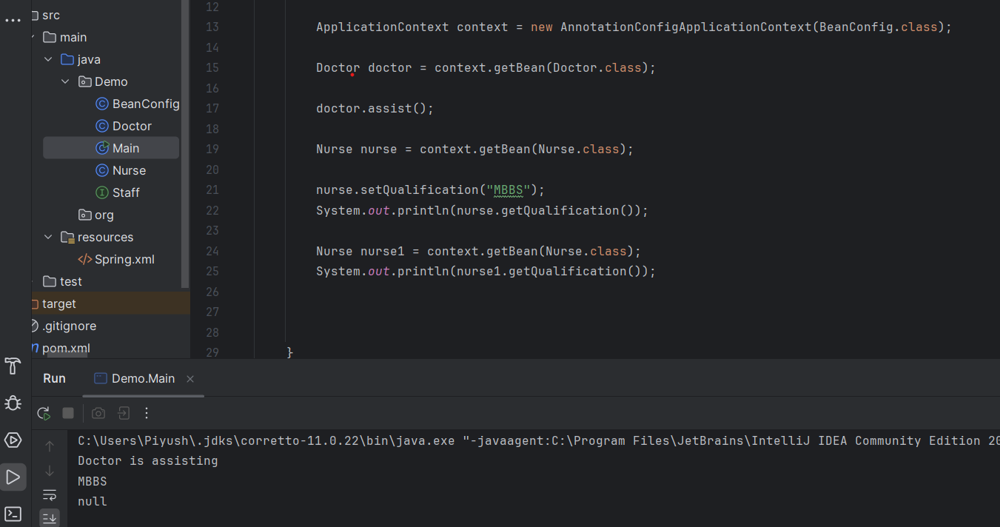 src
main
java
Demo
BeanConfig
Doctor
Main
Nurse
Staff
org
resources
Spring.xml
test
target
.gitignore
pom.xml
12
13 ApplicationContext context = new AnnotationConfigApplicationContext(BeanConfig.class);
14
15 Doctor doctor = context.getBean(Doctor.class);
16
17 doctor.assist();
18
19 Nurse nurse = context.getBean(Nurse.class);
20
21 nurse.setQualification("MBBS");
22 System.out.println(nurse.getQualification());
23
24 Nurse nurse1 = context.getBean(Nurse.class);
25 System.out.println(nurse1.getQualification());
26
27
28
29 }
Run Demo.Main
C:\Users\Piyush\.jdks\corretto-11.0.22\bin\java.exe "-javaagent:C:\Program Files\JetBrains\IntelliJ IDEA Community Edition 20
Doctor is assisting
MBBS
null